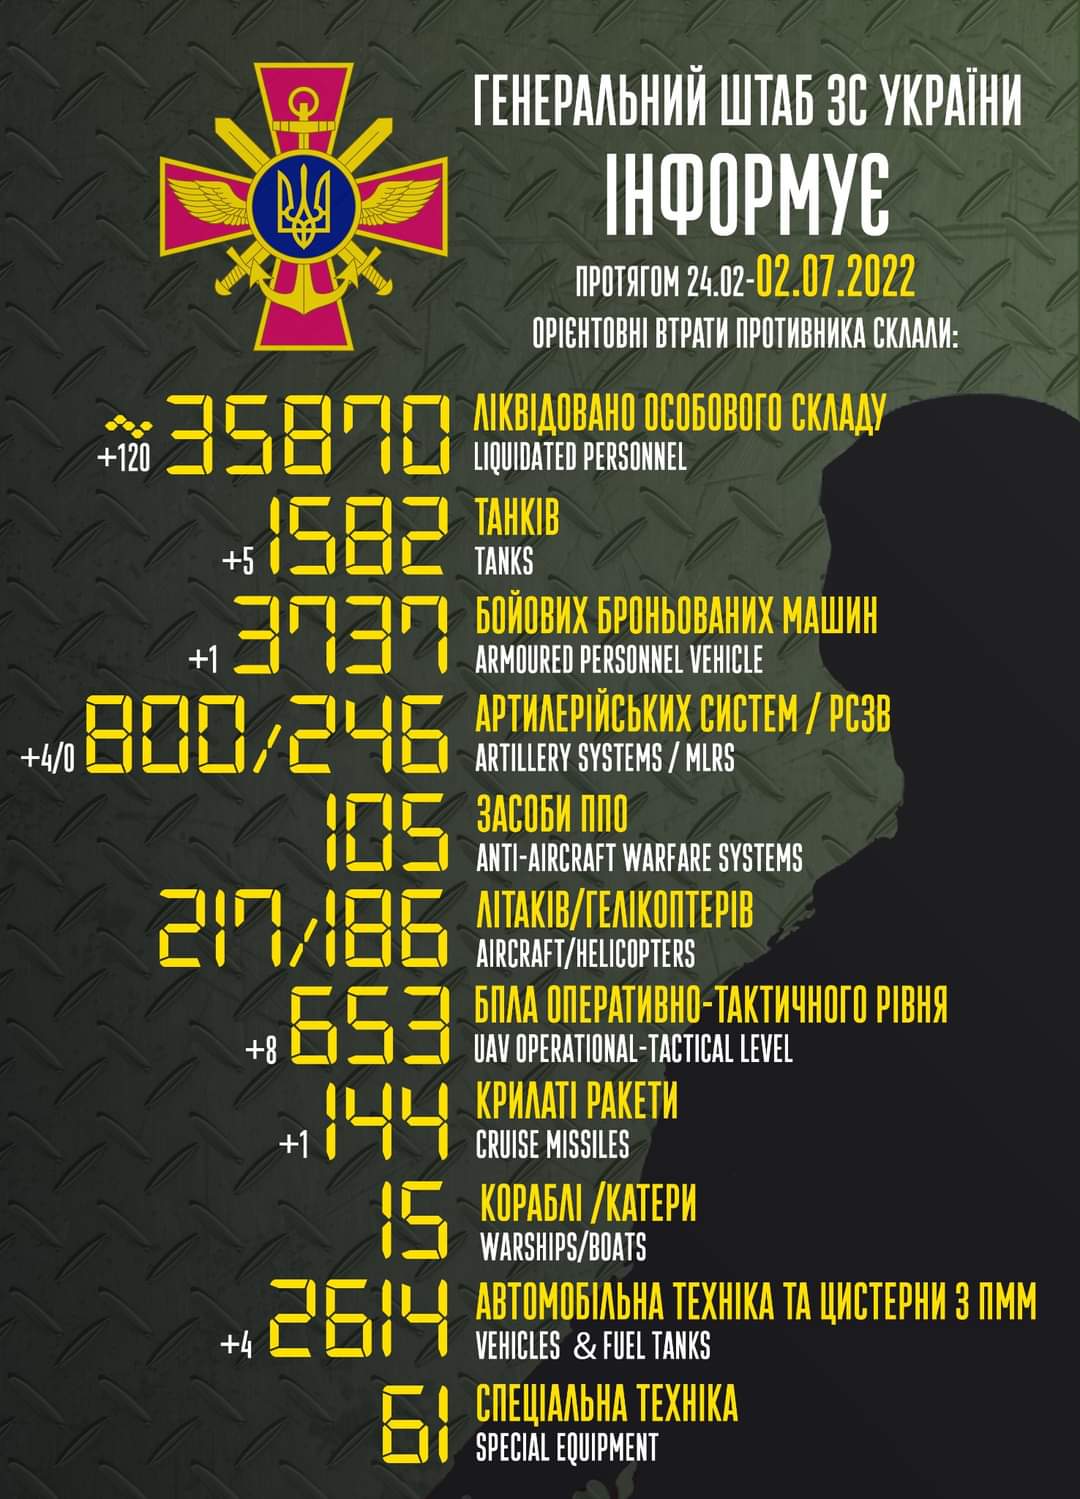 ГЕНЕРАЛЬНИЙ ШТАБ ЗС УКРАЇНИ
ІНФОРМУЄ
ПРОТЯГОМ 24.02-02.07.2022
ОРІЄНТОВНІ ВТРАТИ ПРОТИВНИКА СКЛАЛИ:
+120 ~35870 ЛІКВІДОВАНО ОСОБОВОГО СКЛАДУ
LIQUIDATED PERSONNEL
+5 1582 ТАНКІВ
TANKS
+1 3737 БОЙОВИХ БРОНЬОВАНИХ МАШИН
ARMOURED PERSONNEL VEHICLE
+4/0 800/246 АРТИЛЕРІЙСЬКИХ СИСТЕМ / РСЗВ
ARTILLERY SYSTEMS / MLRS
105 ЗАСОБИ ППО
ANTI-AIRCRAFT WARFARE SYSTEMS
217/186 ЛІТАКІВ/ГЕЛІКОПТЕРІВ
AIRCRAFT/HELICOPTERS
+8 653 БПЛА ОПЕРАТИВНО-ТАКТИЧНОГО РІВНЯ
UAV OPERATIONAL-TACTICAL LEVEL
+1 144 КРИЛАТІ РАКЕТИ
CRUISE MISSILES
15 КОРАБЛІ /КАТЕРИ
WARSHIPS/BOATS
+4 2614 АВТОМОБІЛЬНА ТЕХНІКА ТА ЦИСТЕРНИ З ПММ
VEHICLES & FUEL TANKS
61 СПЕЦІАЛЬНА ТЕХНІКА
SPECIAL EQUIPMENT